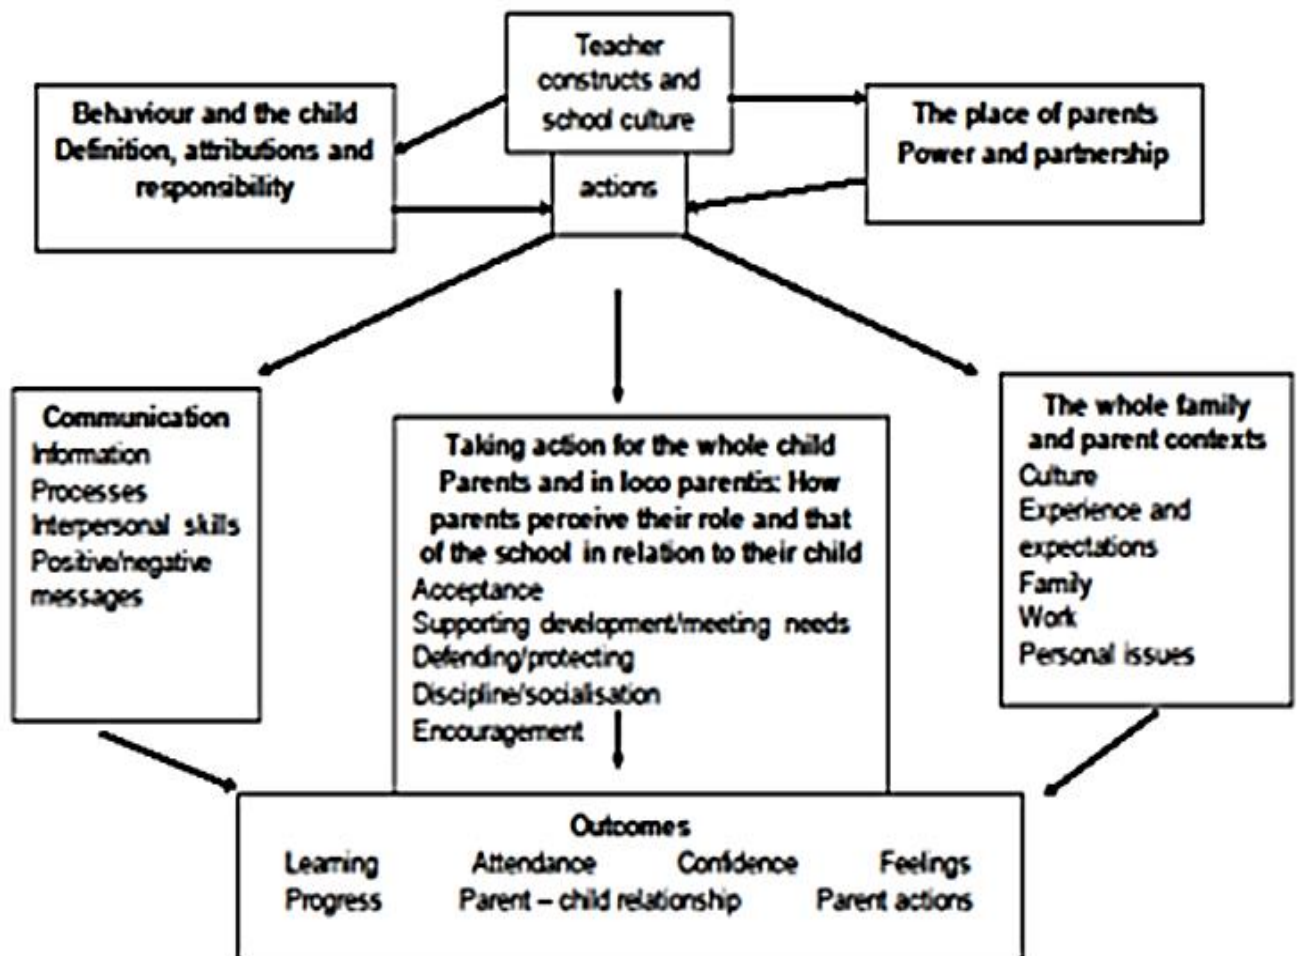 Teacher
constructs and
school culture
Behaviour and the child
Definition, attributions and
responsibility
actions
The place of parents
Power and partnership
Communication
Information
Processes
Interpersonal skills
Positive/negative
messages
Taking action for the whole child
Parents and in loco parentis: How
parents perceive their role and that
of the school in relation to their child
Acceptance
Supporting development/meeting needs
Defending/protecting
Discipline/socialisation
Encouragement
The whole family
and parent contexts
Culture
Experience and
expectations
Family
Work
Personal issues
Outcomes
Learning Attendance Confidence Feelings
Progress Parent – child relationship Parent actions